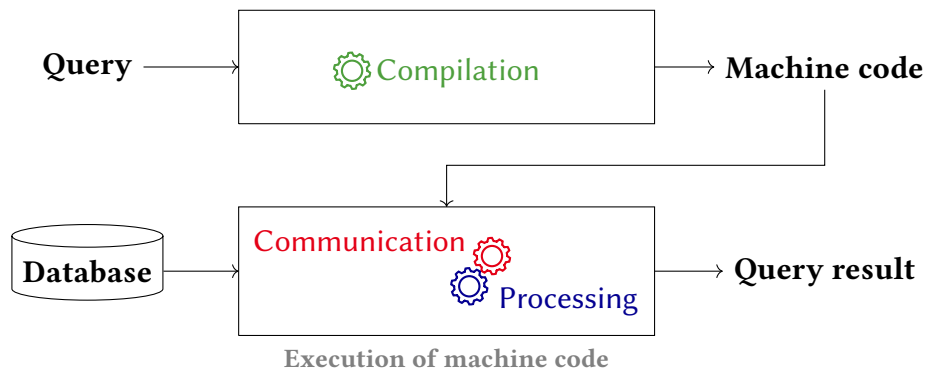 Query
Compilation
Machine code
Database
Communication
Processing
Query result
Execution of machine code